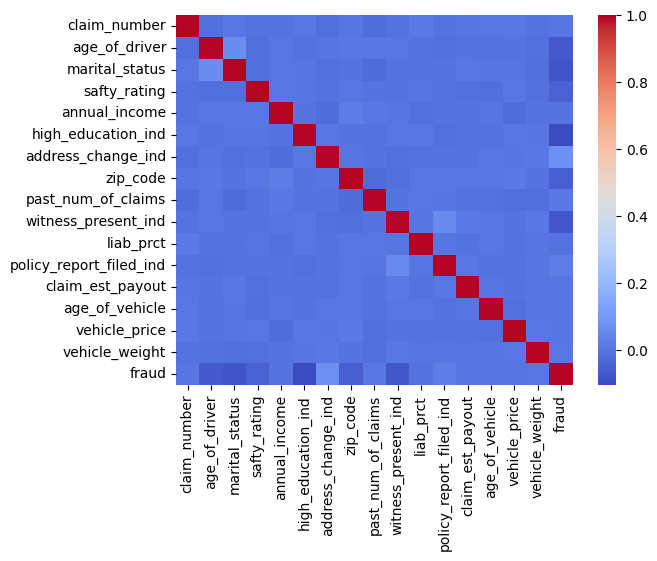 claim_number
age_of_driver
marital_status
safty_rating
annual_income
high_education_ind
address_change_ind
zip_code
past_num_of_claims
witness_present_ind
liab_prct
policy_report_filed_ind
claim_est_payout
age_of_vehicle
vehicle_price
vehicle_weight
fraud
claim_number
age_of_driver
marital_status
safty_rating
annual_income
high_education_ind
address_change_ind
zip_code
past_num_of_claims
witness_present_ind
liab_prct
policy_report_filed_ind
claim_est_payout
age_of_vehicle
vehicle_price
vehicle_weight
fraud
1.0
0.8
0.6
0.4
0.2
0.0